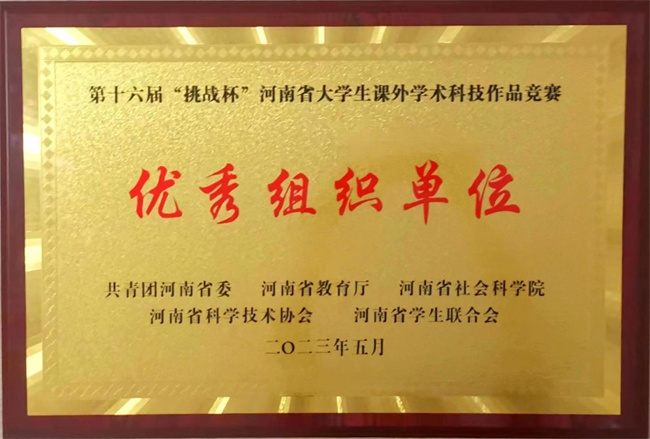 第十六届“挑战杯”河南省大学生课外学术科技作品竞赛
优秀组织单位
共青团河南省委 河南省教育厅 河南省社会科学院
河南省科学技术协会 河南省学生联合会
二〇二三年五月